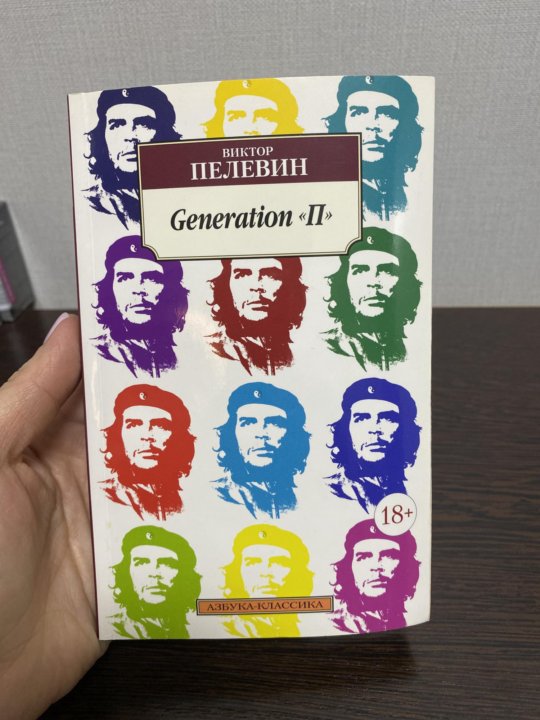 ВИКТОР
ПЕЛЕВИН
Generation «П»
18+
АЗБУКА-КЛАССИКА